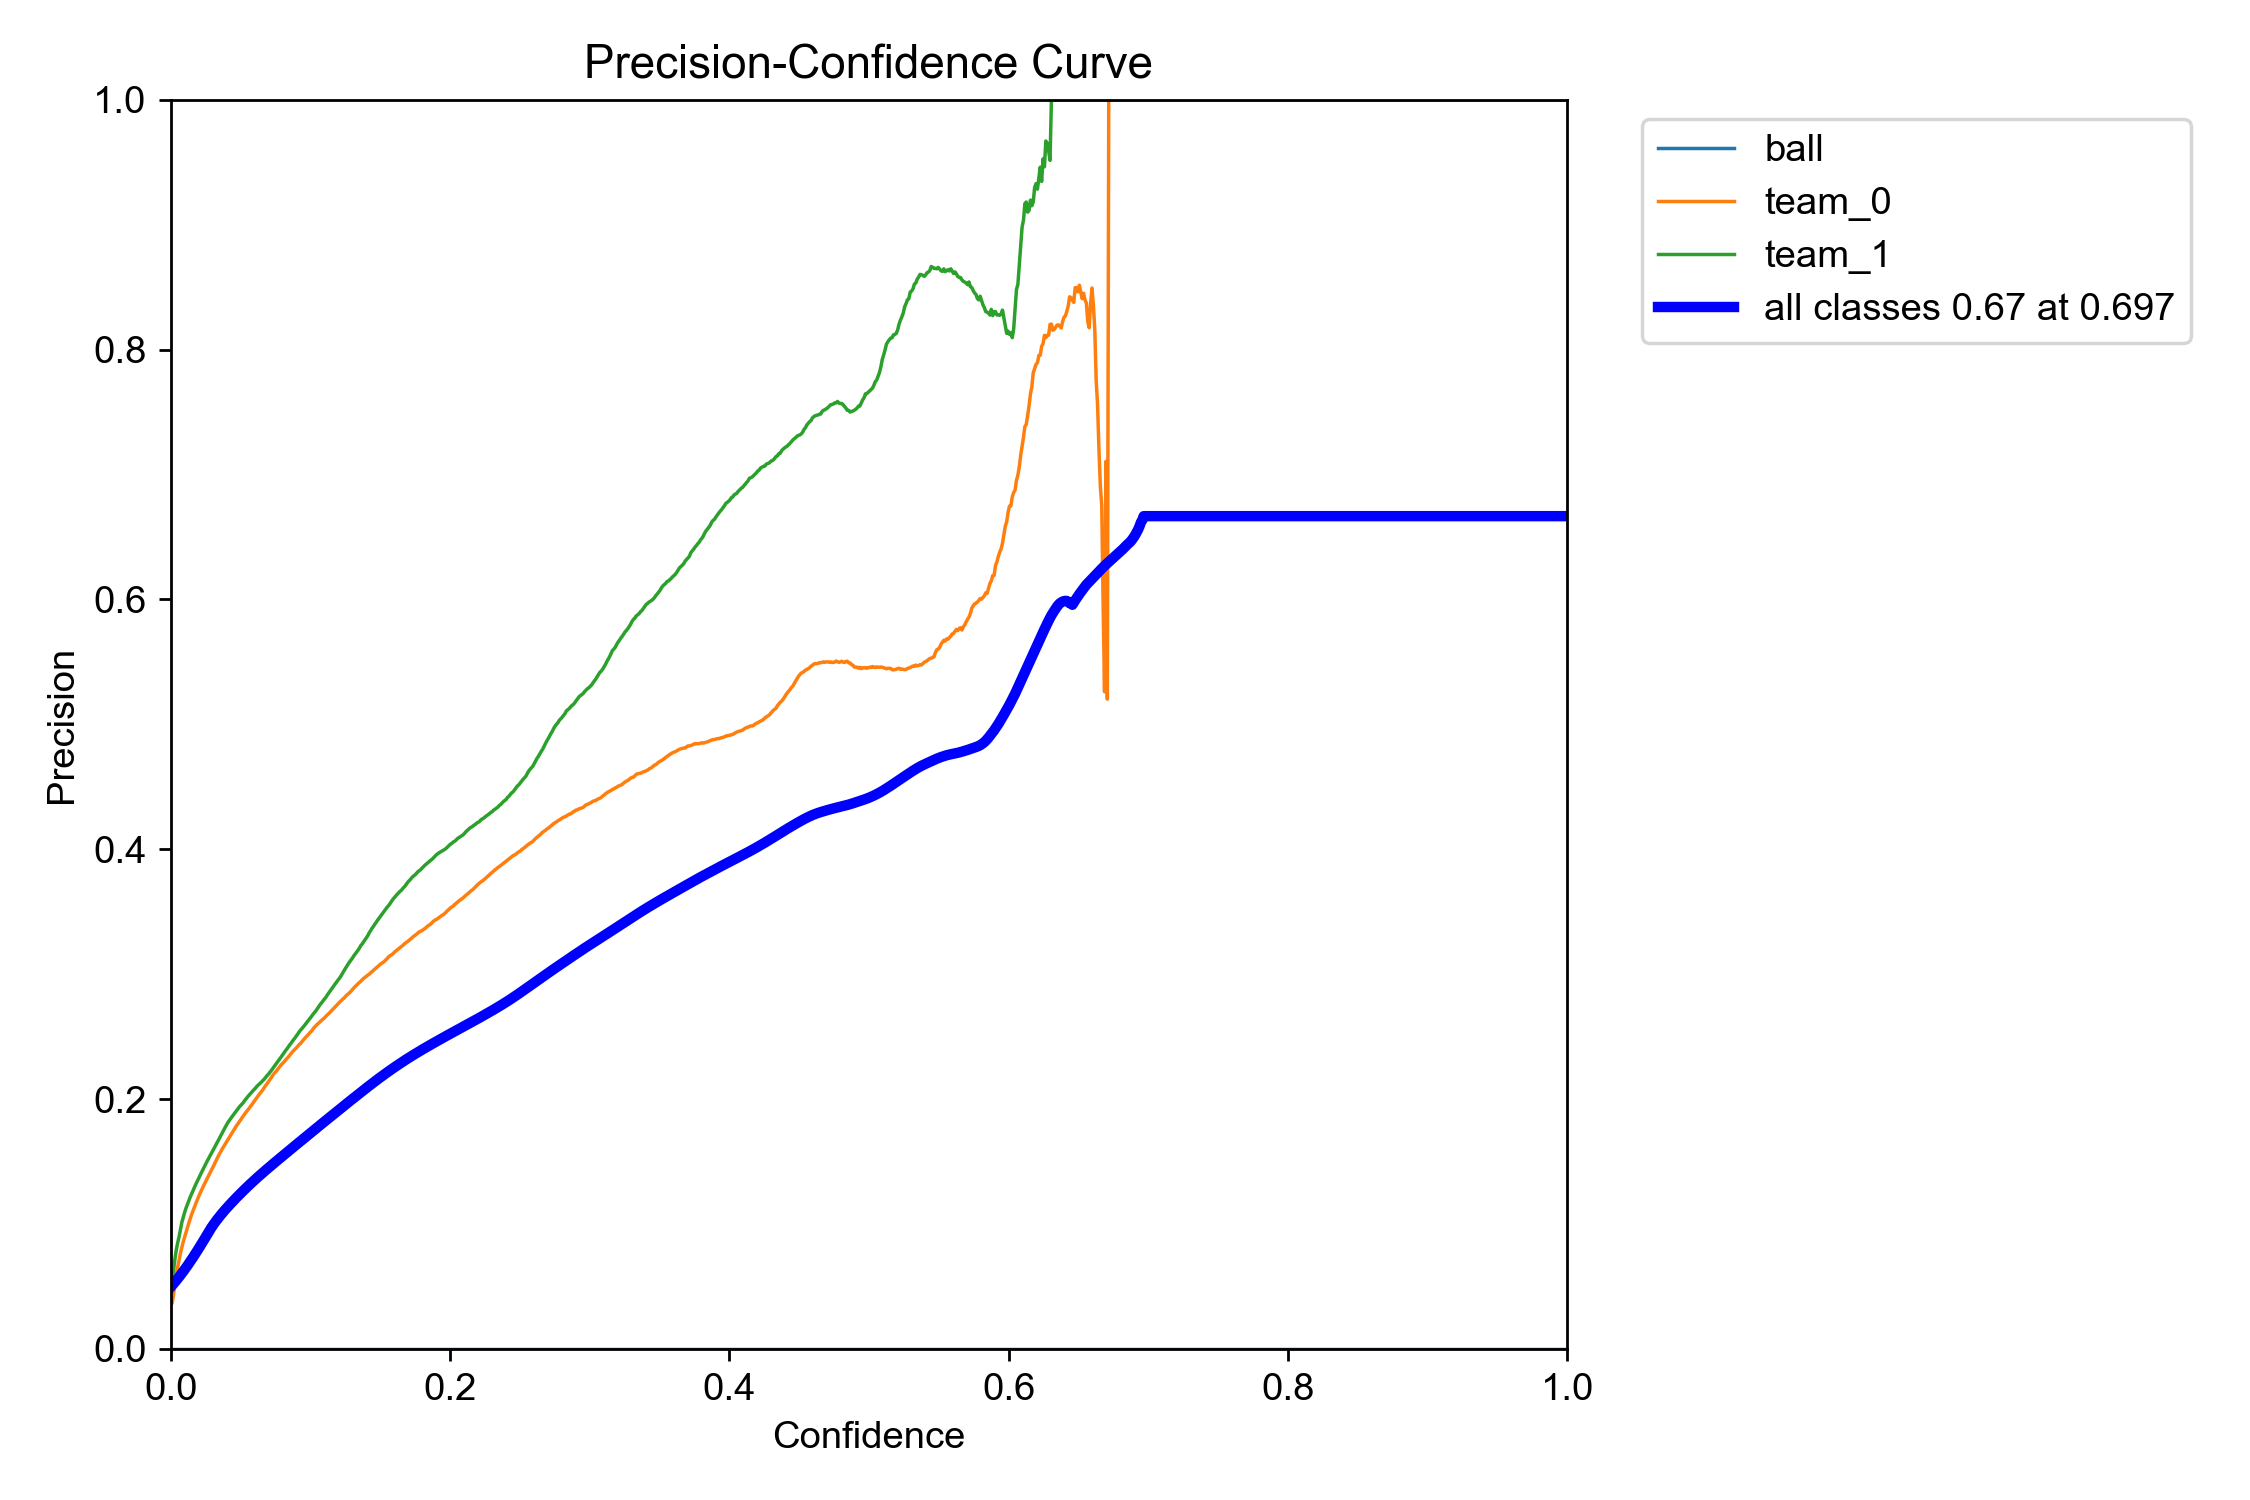 Precision-Confidence Curve
1.0
0.8
0.6
0.4
0.2
0.0
Precision
0.0 0.2 0.4 0.6 0.8 1.0
Confidence
ball
team_0
team_1
all classes 0.67 at 0.697